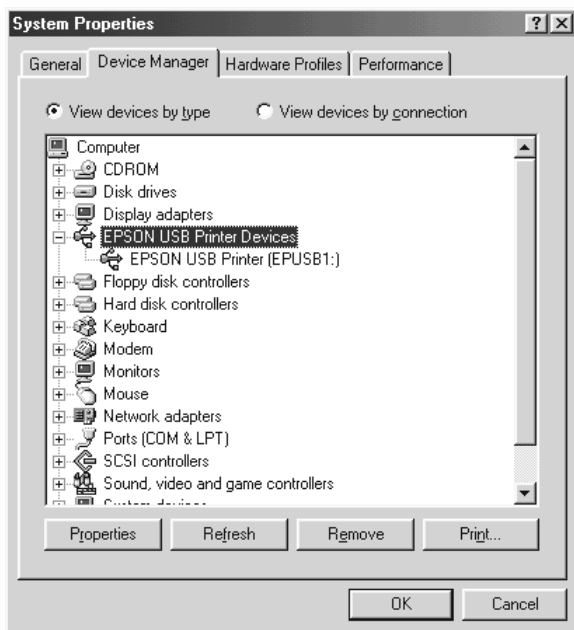 System Properties
General Device Manager Hardware Profiles Performance
View devices by type View devices by connection
Computer
CDROM
Disk drives
Display adapters
EPSON USB Printer Devices
EPSON USB Printer (EPUSB1:)
Floppy disk controllers
Hard disk controllers
Keyboard
Modem
Monitors
Mouse
Network adapters
Ports (COM & LPT)
SCSI controllers
Sound, video and game controllers
Properties Refresh Remove Print...
OK Cancel